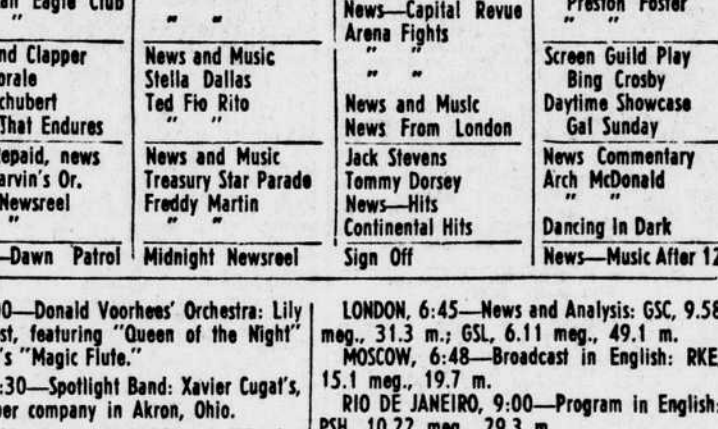 Eagle Club
" "
nd Clapper
orale
chubert
That Endures
epaid, news
arvin's Or.
Newsreel
"
—Dawn Patrol
" "
News and Music
Stella Dallas
Ted Fio Rito
" "
News and Music
Treasury Star Parade
Freddy Martin
" "
Midnight Newsreel
News—Capital Revue
Arena Fights
" "
" "
News and Music
News From London
Jack Stevens
Tommy Dorsey
News—Hits
Continental Hits
Sign Off
Preston Foster
" "
Screen Guild Play
Bing Crosby
Daytime Showcase
Gal Sunday
News Commentary
Arch McDonald
" "
Dancing in Dark
News—Music After 12
0—Donald Voorhees' Orchestra: Lily
st, featuring "Queen of the Night"
's "Magic Flute."
:30—Spotlight Band: Xavier Cugat's,
er company in Akron, Ohio.
LONDON, 6:45—News and Analysis: GSC, 9.58
meg., 31.3 m.; GSL, 6.11 meg., 49.1 m.
MOSCOW, 6:48—Broadcast in English: RKE
15.1 meg., 19.7 m.
RIO DE JANEIRO, 9:00—Program in English:
PSH, 10.22 meg., 29.3 m.